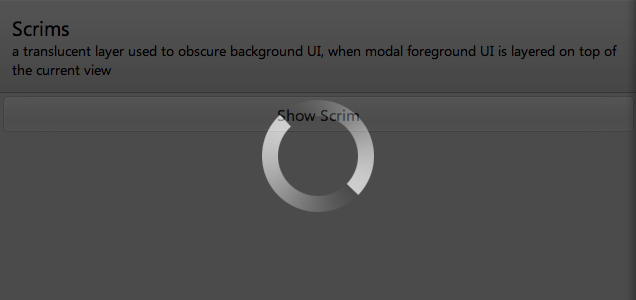 Scrims
a translucent layer used to obscure background UI, when modal foreground UI is layered on top of
the current view
Show Scrim